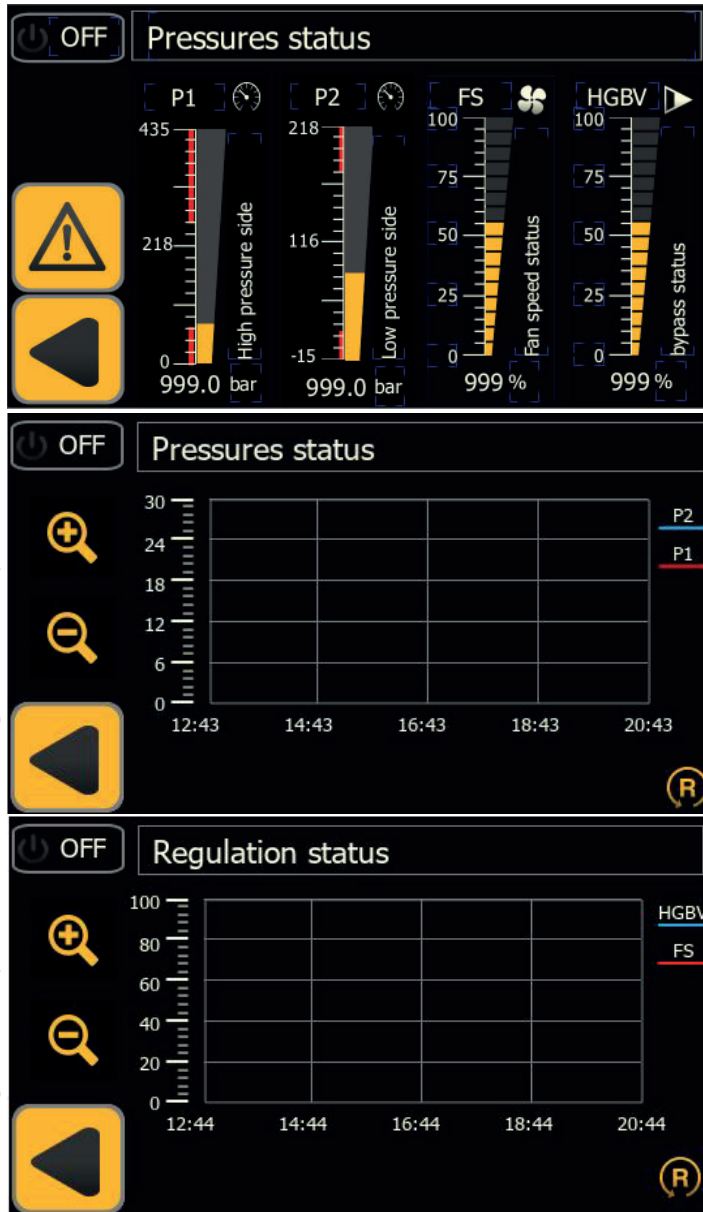 OFF Pressures status
P1 P2 FS HGBV
435 218 100 100
75 75
218 116 50 50
25 25
0 -15 0 0
High pressure side
Low pressure side
Fan speed status
bypass status
999.0 bar 999.0 bar 999 % 999 %
OFF Pressures status
30
24
18
12
6
0
P2
P1
12:43 14:43 16:43 18:43 20:43
R
OFF Regulation status
100
80
60
40
20
0
HGBV
FS
12:44 14:44 16:44 18:44 20:44
R